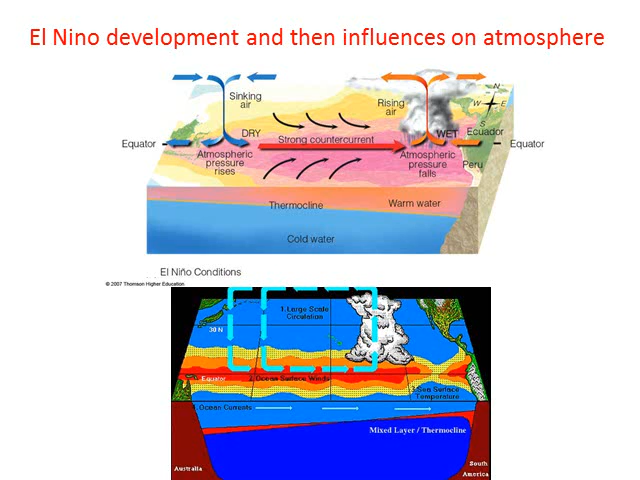 El Nino development and then influences on atmosphere
Sinking
air
Rising
air
N
W
E
S
DRY
WET
Ecuador
Equator
Strong countercurrent
Equator
Atmospheric
pressure
rises
Atmospheric
pressure
falls
Peru
Thermocline
Warm water
Cold water
El Niño Conditions
© 2007 Thomson Higher Education
1. Large Scale
Circulation
30 N
Equator
2. Ocean Surface Winds
3. Sea Surface
Temperature
4. Ocean Currents
Mixed Layer / Thermocline
Australia
South
America